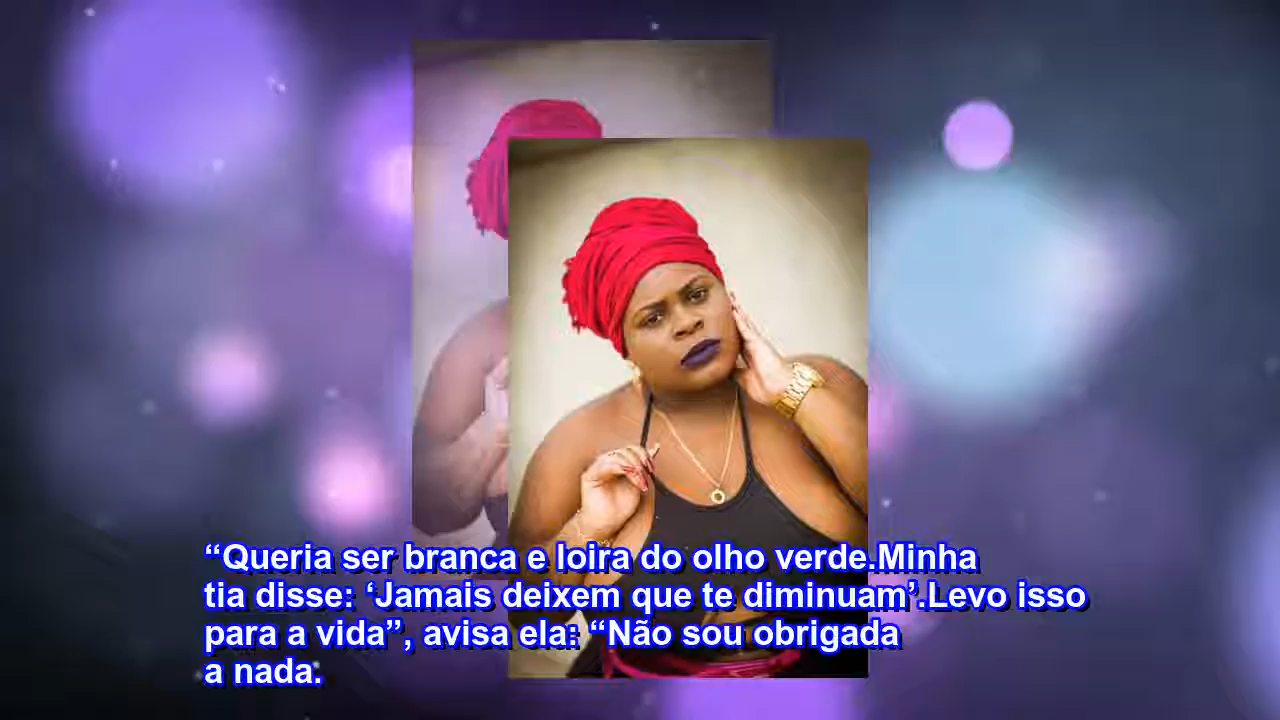 “Queria ser branca e loira do olho verde.Minha
tia disse: ‘Jamais deixem que te diminuam’.Levo isso
para a vida”, avisa ela: “Não sou obrigada
a nada.